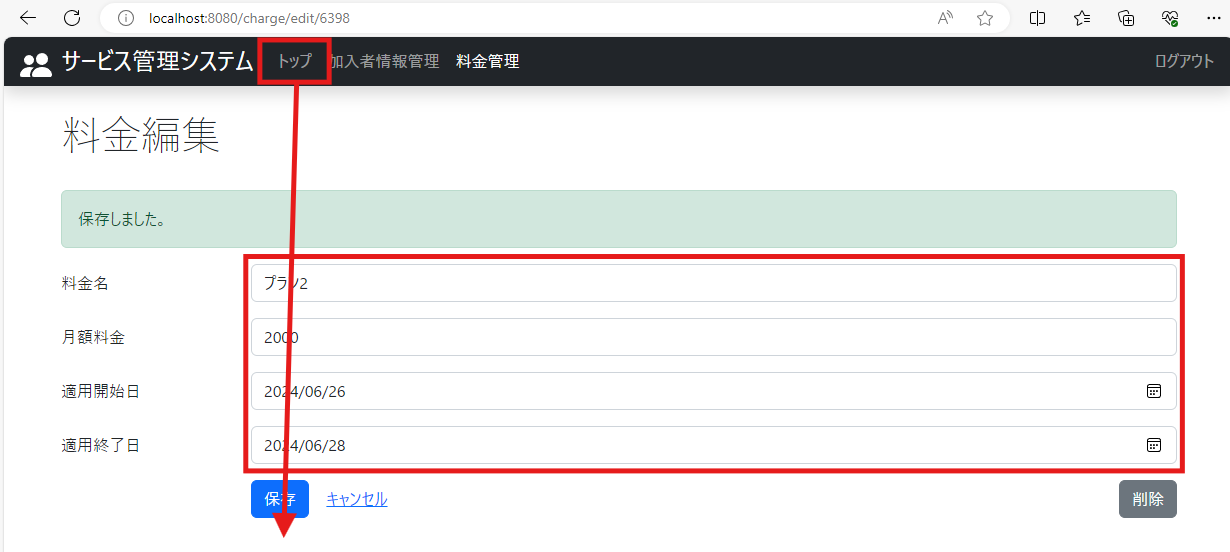 localhost:8080/charge/edit/6398
サービス管理システム トップ 加入者情報管理 料金管理 ログアウト
料金編集
保存しました。
料金名 プラン2
月額料金 2000
適用開始日 2024/06/26
適用終了日 2024/06/28
保存 キャンセル 削除